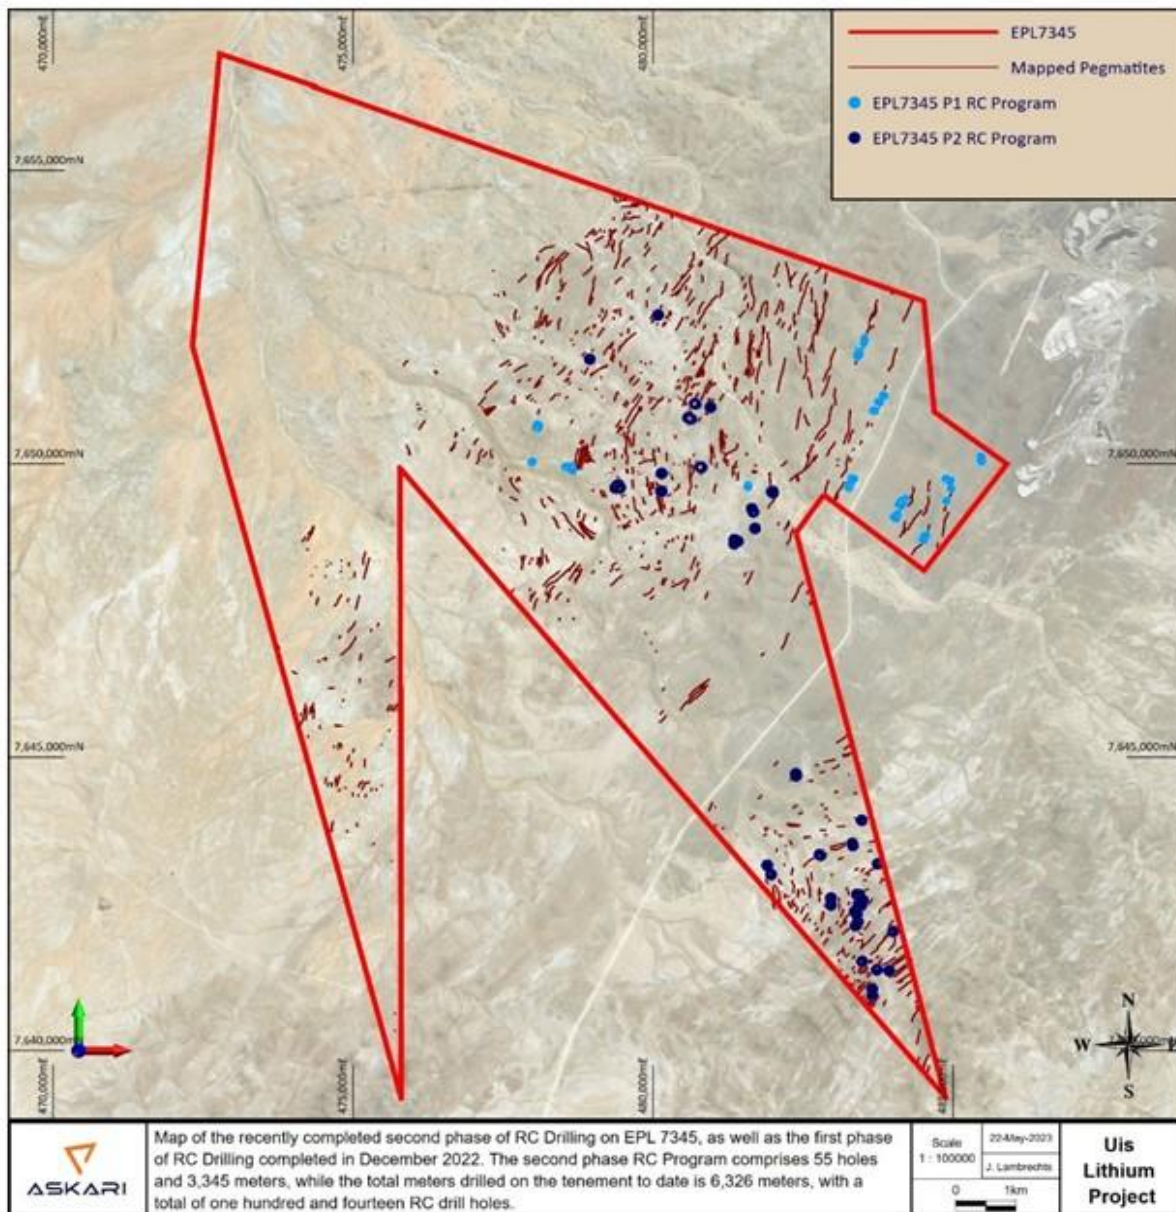 470,000mE
475,000mE
480,000mE
EPL7345
Mapped Pegmatites
EPL7345 P1 RC Program
EPL7345 P2 RC Program
7,655,000mN
7,650,000mN
7,650,000mN
7,645,000mN
7,645,000mN
7,640,000mN
N
W
E
S
470,000mE
475,000mE
480,000mE
ASKARI
Map of the recently completed second phase of RC Drilling on EPL 7345, as well as the first phase
of RC Drilling completed in December 2022. The second phase RC Program comprises 55 holes
and 3,345 meters, while the total meters drilled on the tenement to date is 6,326 meters, with a
total of one hundred and fourteen RC drill holes.
Scale
1 : 100000
22-May-2023
J. Lambrechts
0 1km
Uis
Lithium
Project